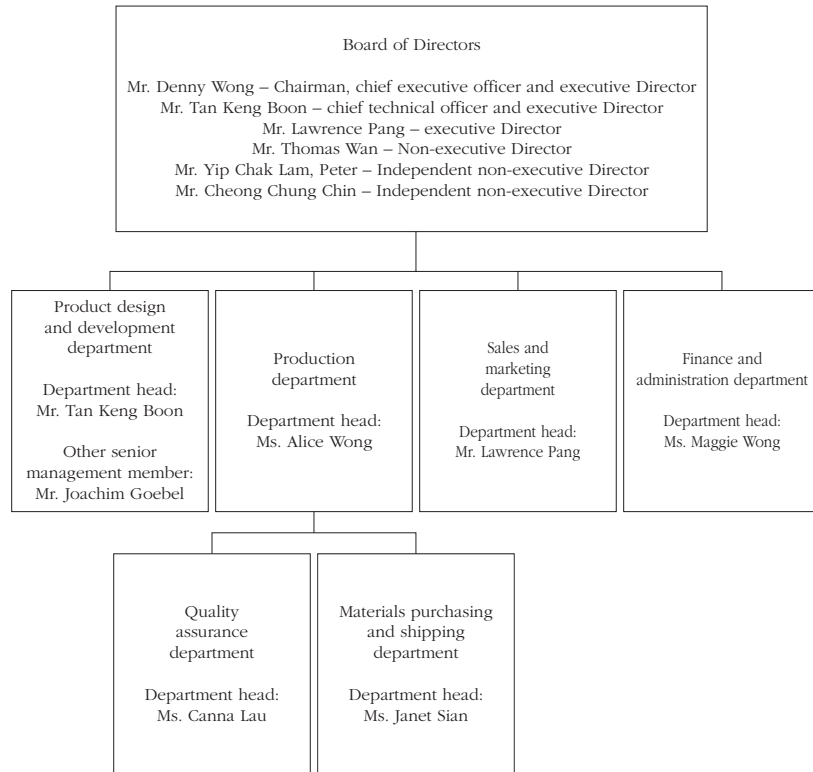 Board of Directors
Mr. Denny Wong – Chairman, chief executive officer and executive Director
Mr. Tan Keng Boon – chief technical officer and executive Director
Mr. Lawrence Pang – executive Director
Mr. Thomas Wan – Non-executive Director
Mr. Yip Chak Lam, Peter – Independent non-executive Director
Mr. Cheong Chung Chin – Independent non-executive Director
Product design
and development
department
Department head:
Mr. Tan Keng Boon
Other senior
management member:
Mr. Joachim Goebel
Production
department
Department head:
Ms. Alice Wong
Sales and
marketing
department
Department head:
Mr. Lawrence Pang
Finance and
administration department
Department head:
Ms. Maggie Wong
Quality
assurance
department
Department head:
Ms. Canna Lau
Materials purchasing
and shipping
department
Department head:
Ms. Janet Sian